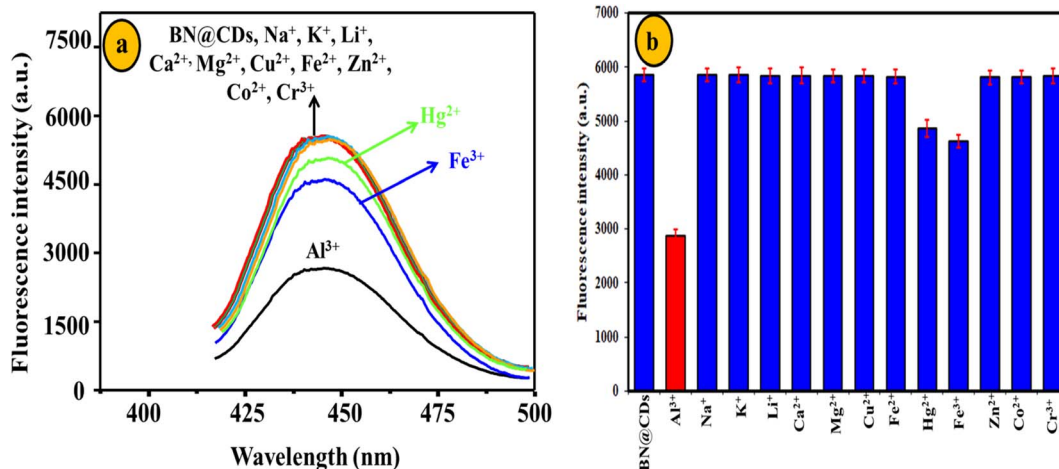 a
BN@CDs, Na⁺, K⁺, Li⁺,
Ca²⁺, Mg²⁺, Cu²⁺, Fe²⁺, Zn²⁺,
Co²⁺, Cr³⁺
Hg²⁺
Fe³⁺
Al³⁺
Fluorescence intensity (a.u.)
7500
6000
4500
3000
1500
0
400
425
450
475
500
Wavelength (nm)
b
Fluorescence intensity (a.u.)
7000
6000
5000
4000
3000
2000
1000
0
BN@CDs
Al³⁺
Na⁺
K⁺
Li⁺
Ca²⁺
Mg²⁺
Cu²⁺
Fe²⁺
Hg²⁺
Fe³⁺
Zn²⁺
Co²⁺
Cr³⁺